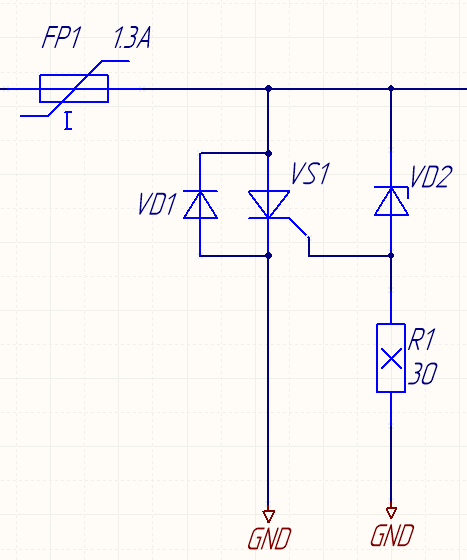 FP1 1.3A
I
VS1
VD2
VD1
R1
30
GND
GND